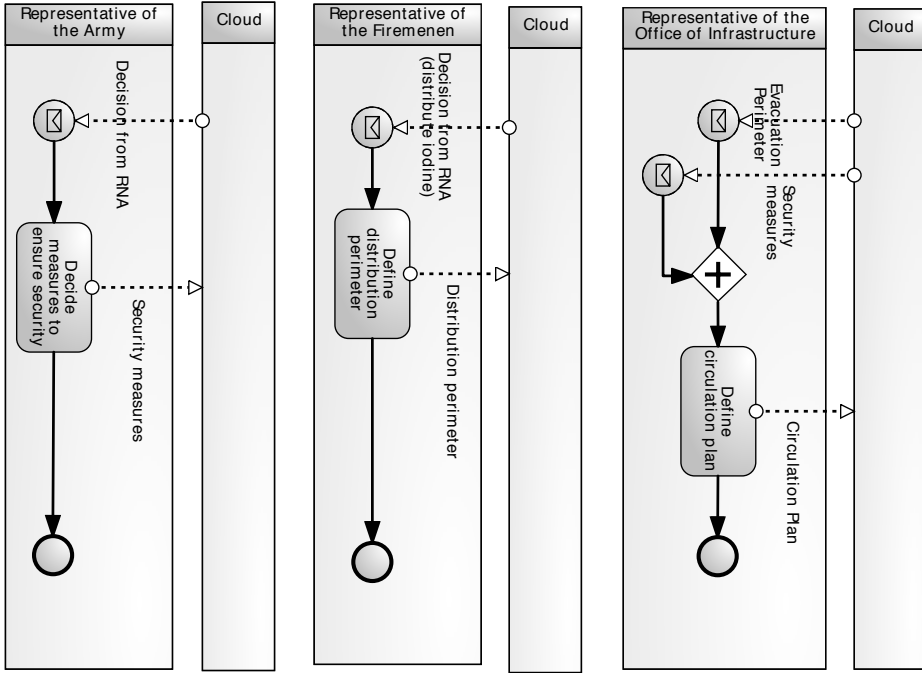 Representative of
the Army
Cloud
Decision from RNA
Decide
measures to
ensure security
Security measures
Representative of
the Firemenen
Cloud
Decision from RNA
(distribute iodine)
Define
distribution
perimeter
Distribution perimeter
Representative of the
Office of Infrastructure
Cloud
Evacuation
Perimeter
Security
measures
Define
circulation plan
Circulation Plan